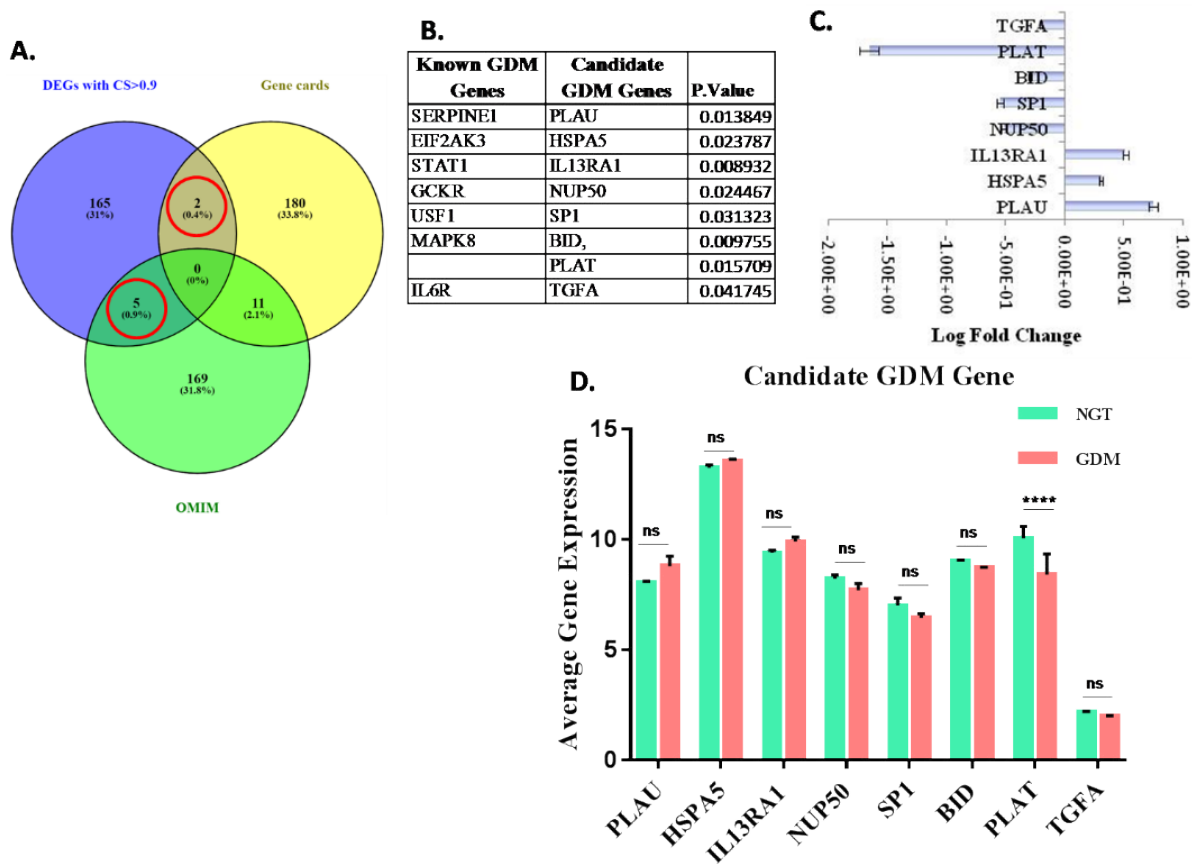 A.
DEGs with CS>0.9
Gene cards
165
(31%)
2
(0.4%)
180
(33.8%)
0
(0%)
5
(0.9%)
11
(2.1%)
169
(31.8%)
OMIM
B.
Known GDM Genes Candidate GDM Genes P.Value
SERPINE1 PLAU 0.013849
EIF2AK3 HSPA5 0.023787
STAT1 IL13RA1 0.008932
GCKR NUP50 0.024467
USF1 SP1 0.031323
MAPK8 BID, 0.009755
PLAT 0.015709
IL6R TGFA 0.041745
C.
TGFA
PLAT
BID
SP1
NUP50
IL13RA1
HSPA5
PLAU
-2.00E+00
-1.50E+00
-1.00E+00
-5.00E-01
0.00E+00
5.00E-01
1.00E+00
Log Fold Change
D.
Candidate GDM Gene
NGT
GDM
Average Gene Expression
15
10
5
0
ns
ns
ns
ns
ns
ns
****
ns
PLAU
HSPA5
IL13RA1
NUP50
SP1
BID
PLAT
TGFA